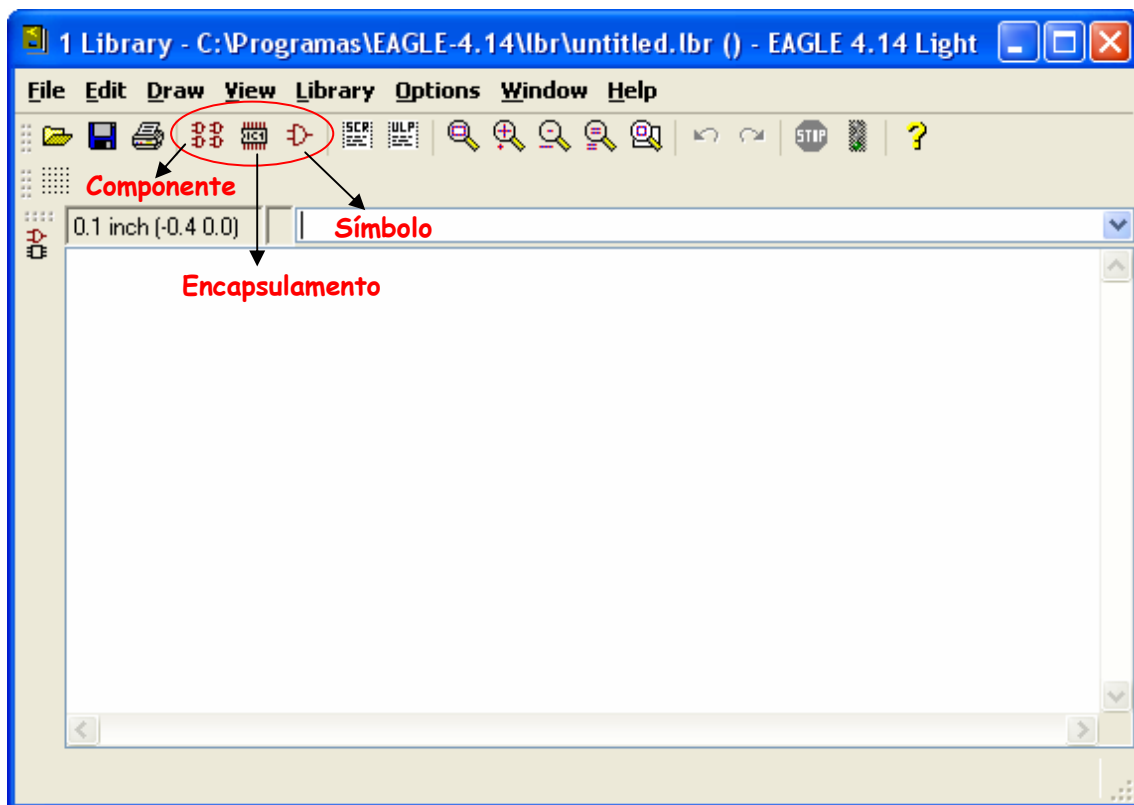 1 Library - C:\Programas\EAGLE-4.14\lbr\untitled.lbr () - EAGLE 4.14 Light
File Edit Draw View Library Options Window Help
IC1 SCR ULP STOP ?
Componente
0.1 inch (-0.4 0.0)
Símbolo
Encapsulamento